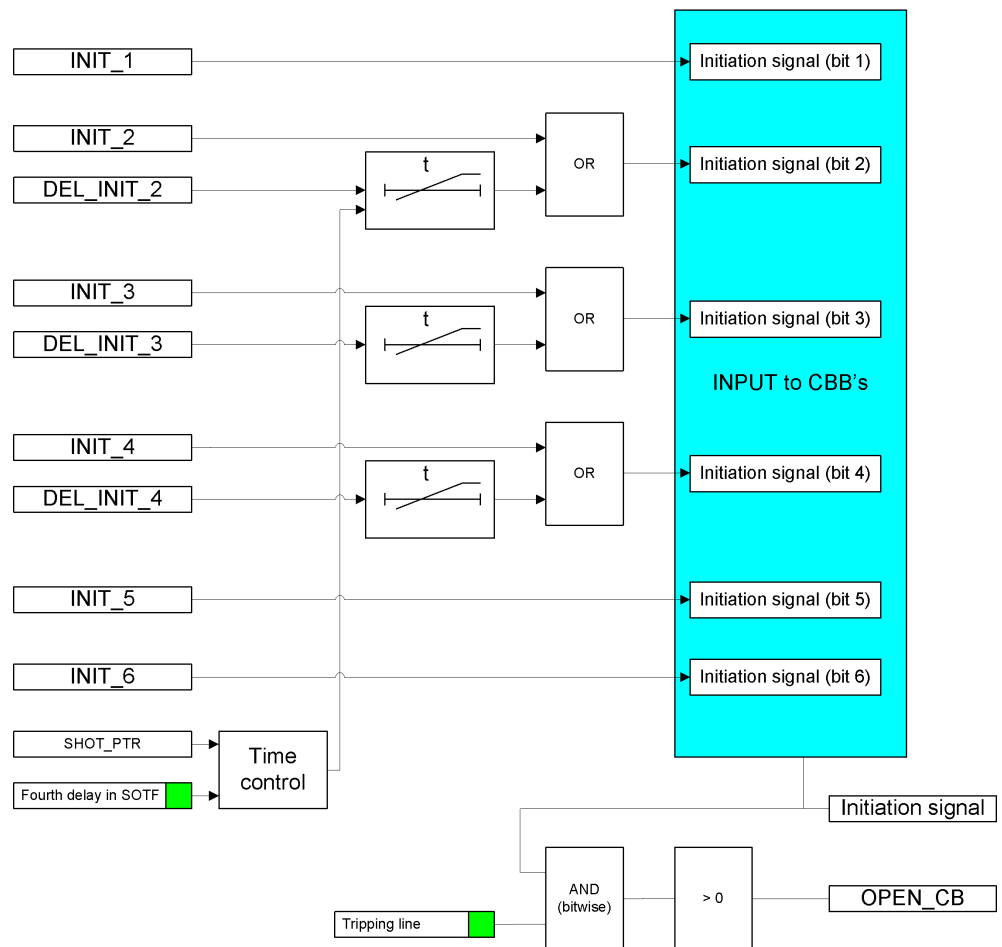 INIT_1
Initiation signal (bit 1)
INIT_2
OR
Initiation signal (bit 2)
t
DEL_INIT_2
INIT_3
OR
Initiation signal (bit 3)
t
DEL_INIT_3
INPUT to CBB's
INIT_4
OR
Initiation signal (bit 4)
t
DEL_INIT_4
INIT_5
Initiation signal (bit 5)
INIT_6
Initiation signal (bit 6)
SHOT_PTR
Time
control
Fourth delay in SOTF
Initiation signal
AND
(bitwise)
> 0
OPEN_CB
Tripping line